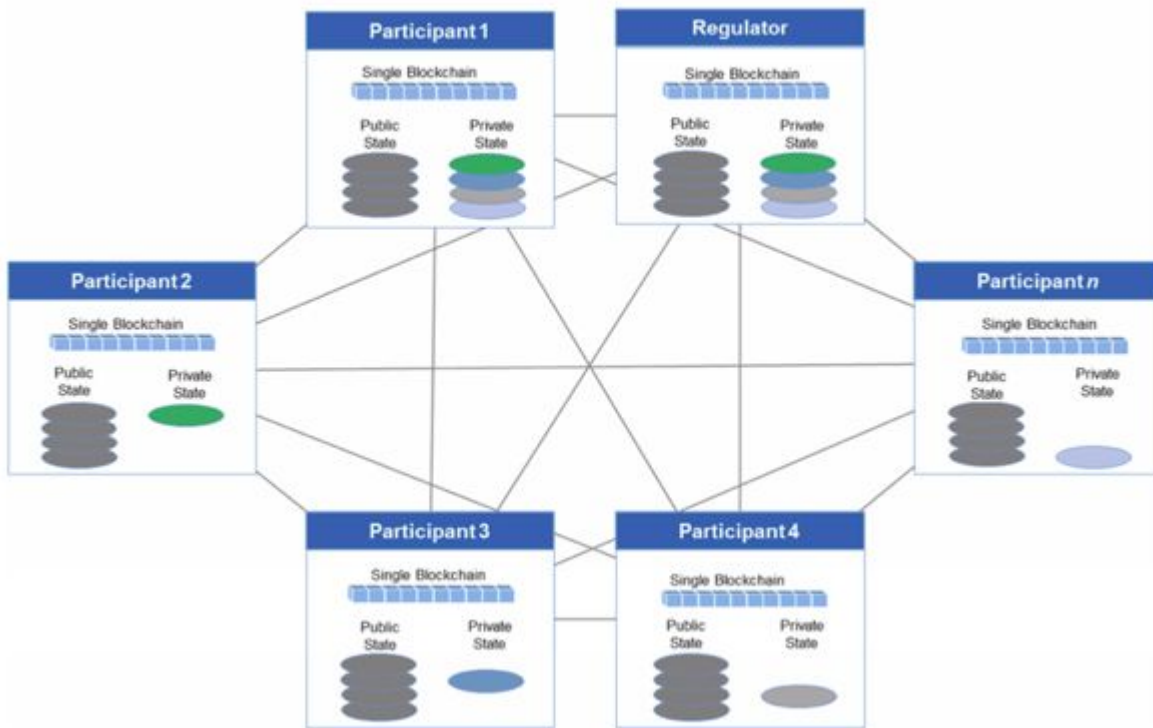 Participant 1
Single Blockchain
Public
State
Private
State
Regulator
Single Blockchain
Public
State
Private
State
Participant 2
Single Blockchain
Public
State
Private
State
Participant n
Single Blockchain
Public
State
Private
State
Participant 3
Single Blockchain
Public
State
Private
State
Participant 4
Single Blockchain
Public
State
Private
State